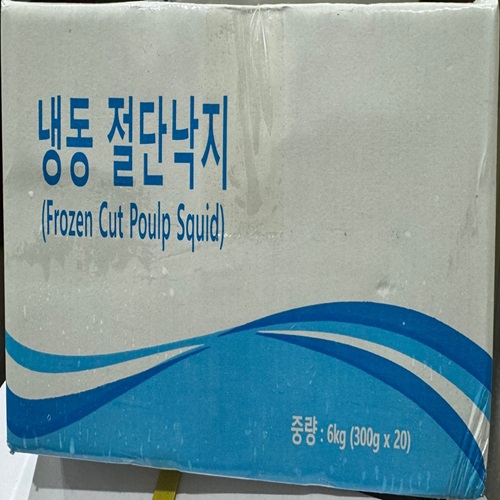 냉동 절단낙지
(Frozen Cut Poulp Squid)
중량 : 6kg (300g x 20)